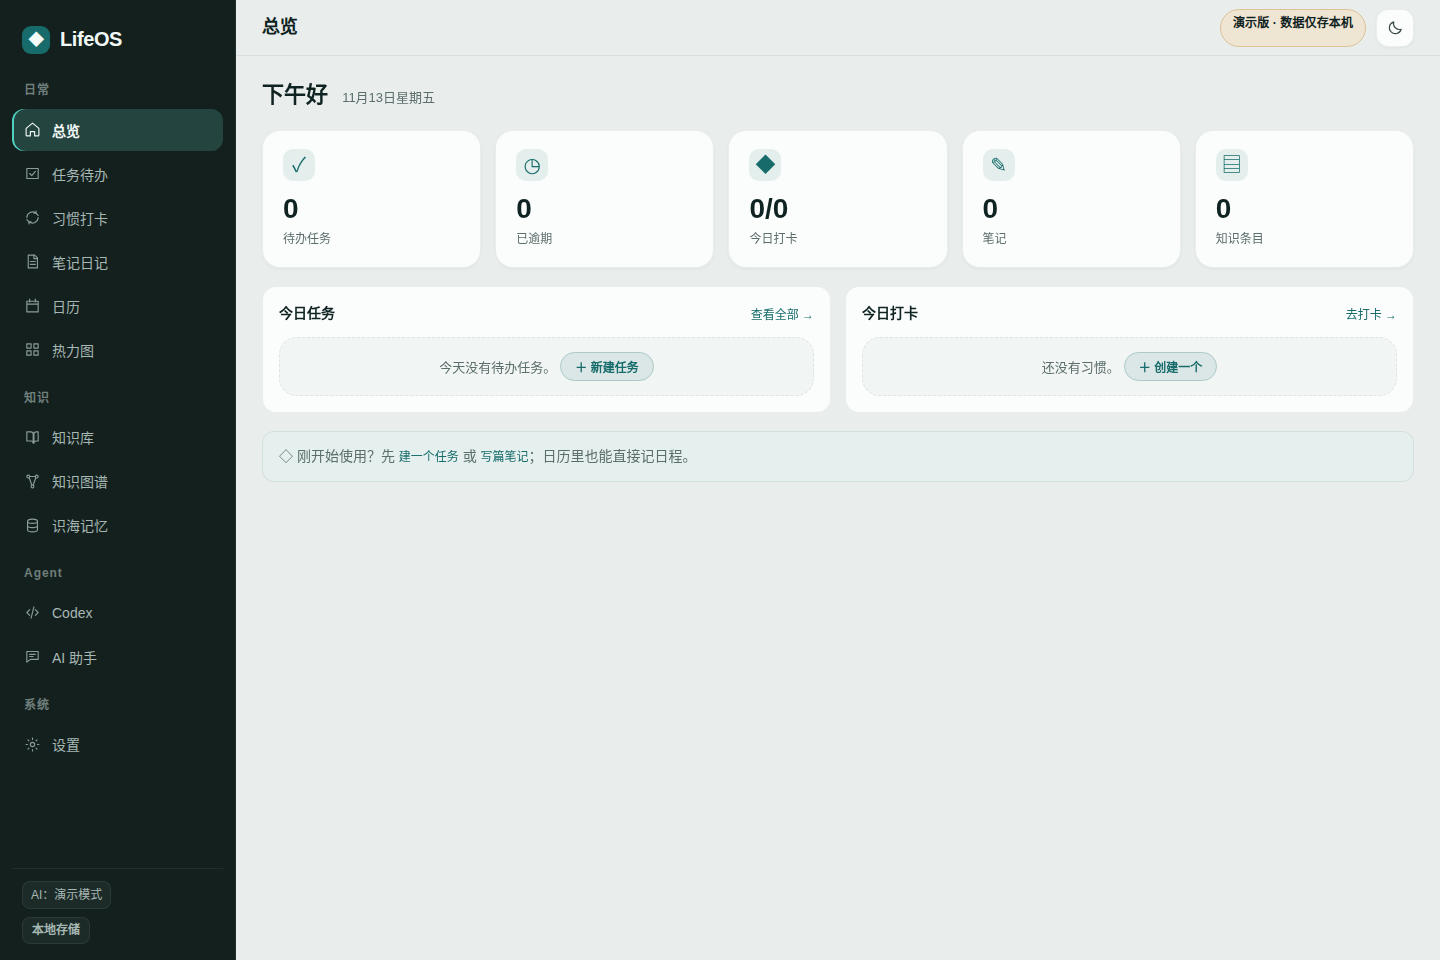 LifeOS
日常
总览
任务待办
习惯打卡
笔记日记
日历
热力图
知识
知识库
知识图谱
识海记忆
Agent
Codex
AI 助手
系统
设置
AI：演示模式
本地存储
总览
演示版 · 数据仅存本机
下午好 11月13日星期五
0
待办任务
0
已逾期
0/0
今日打卡
0
笔记
0
知识条目
今日任务
查看全部 →
今天没有待办任务。 ＋ 新建任务
今日打卡
去打卡 →
还没有习惯。 ＋ 创建一个
◇ 刚开始使用？先 建一个任务 或 写篇笔记；日历里也能直接记日程。